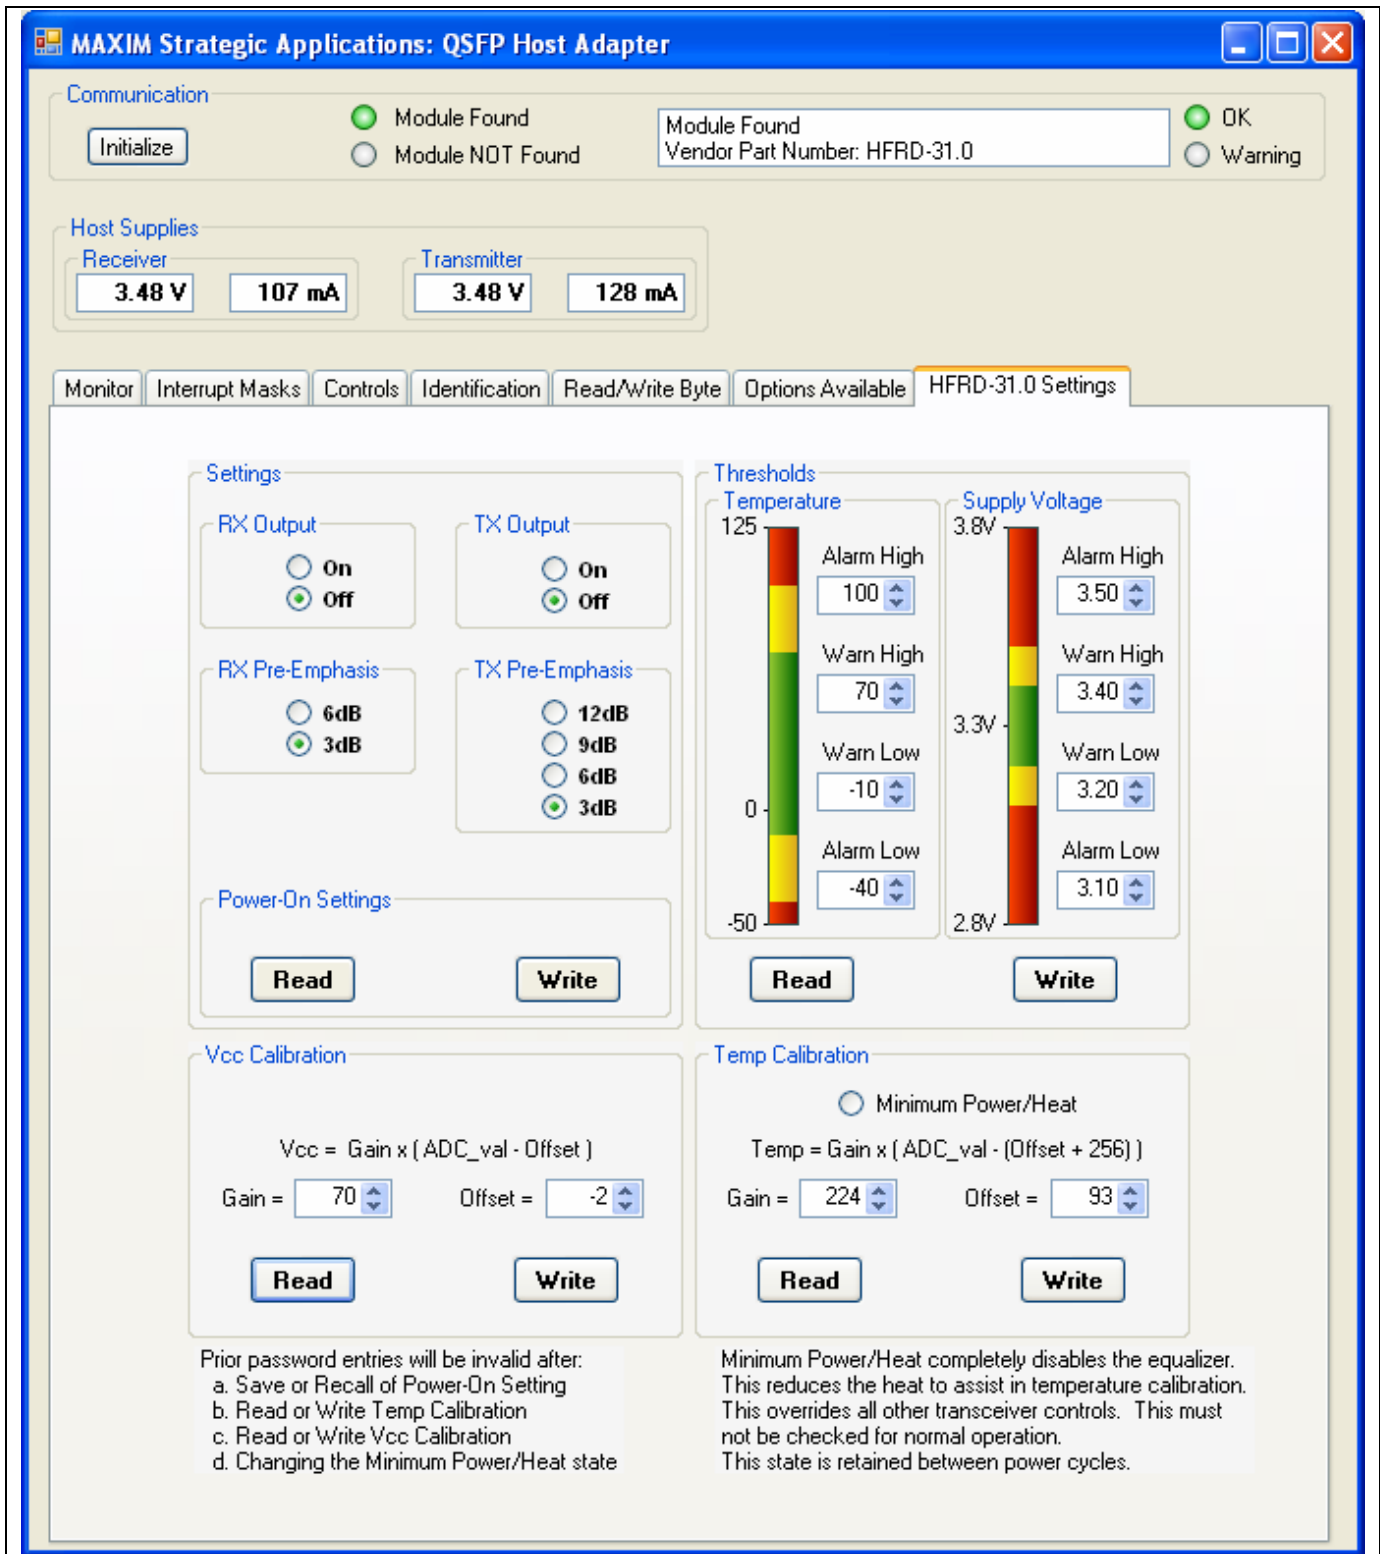 MAXIM Strategic Applications: QSFP Host Adapter
Communication
Initialize
Module Found
Module NOT Found
Module Found
Vendor Part Number: HFRD-31.0
OK
Warning
Host Supplies
Receiver
3.48 V
107 mA
Transmitter
3.48 V
128 mA
Monitor
Interrupt Masks
Controls
Identification
Read/Write Byte
Options Available
HFRD-31.0 Settings
Settings
RX Output
On
Off
TX Output
On
Off
RX Pre-Emphasis
6dB
3dB
TX Pre-Emphasis
12dB
9dB
6dB
3dB
Power-On Settings
Read
Write
Thresholds
Temperature
125
0
-50
Alarm High
100
Warn High
70
Warn Low
-10
Alarm Low
-40
Supply Voltage
3.8V
3.3V
2.8V
Alarm High
3.50
Warn High
3.40
Warn Low
3.20
Alarm Low
3.10
Read
Write
Vcc Calibration
Vcc = Gain x ( ADC_val - Offset )
Gain =
70
Offset =
-2
Read
Write
Temp Calibration
Minimum Power/Heat
Temp = Gain x ( ADC_val - (Offset + 256) )
Gain =
224
Offset =
93
Read
Write
Prior password entries will be invalid after:
a. Save or Recall of Power-On Setting
b. Read or Write Temp Calibration
c. Read or Write Vcc Calibration
d. Changing the Minimum Power/Heat state
Minimum Power/Heat completely disables the equalizer.
This reduces the heat to assist in temperature calibration.
This overrides all other transceiver controls. This must
not be checked for normal operation.
This state is retained between power cycles.